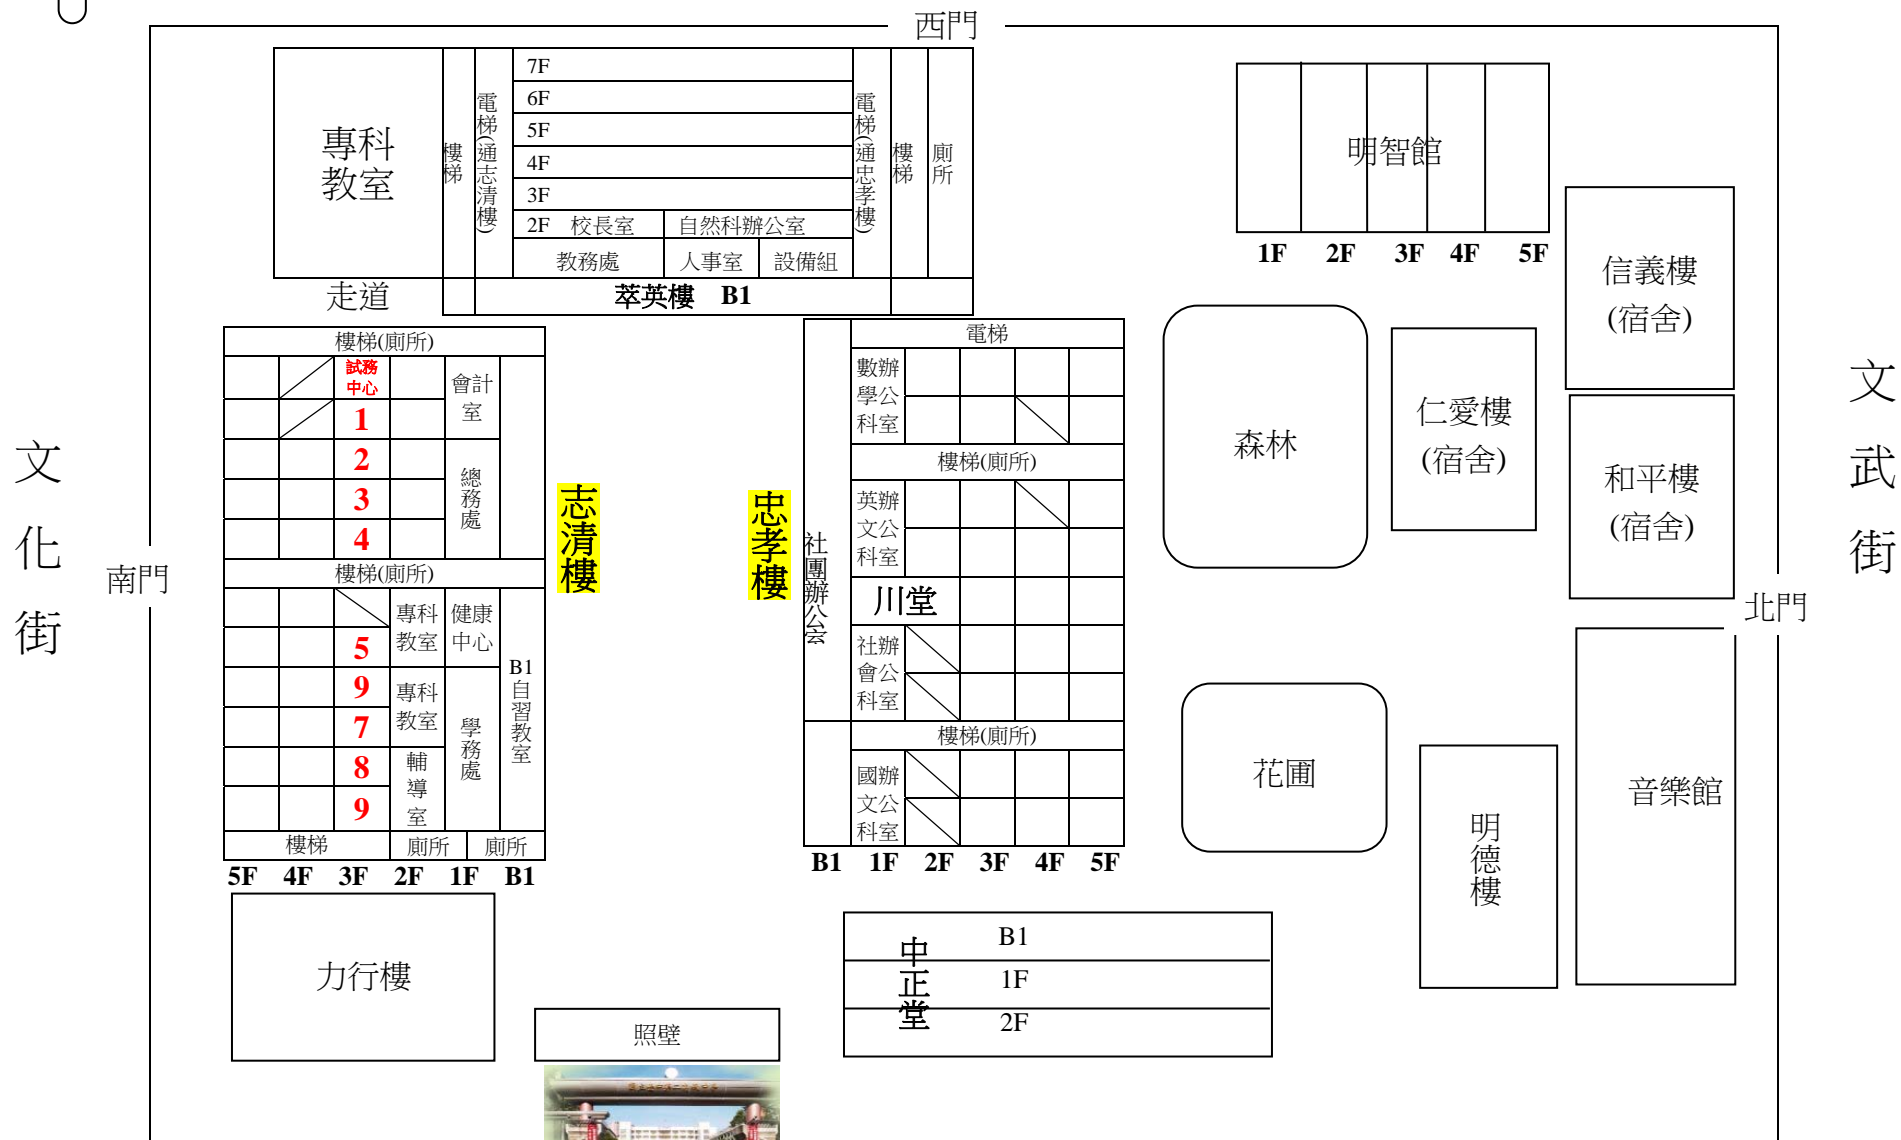 西門
專科
教室
樓梯
電梯(通志清樓)
7F
6F
5F
4F
3F
2F 校長室 自然科辦公室
教務處 人事室 設備組
電梯(通忠孝樓)
樓梯
廁所
走道
萃英樓 B1
明智館
1F 2F 3F 4F 5F
信義樓
(宿舍)
仁愛樓
(宿舍)
和平樓
(宿舍)
森林
花圃
明德樓
音樂館
文化街
南門
文武街
北門
樓梯(廁所)
試務
中心
1
2
3
4
會計
室
總務處
樓梯(廁所)
5
9
7
8
9
專科
教室
健康
中心
專科
教室
輔導室
學務處
B1
自習教室
樓梯
廁所
廁所
5F 4F 3F 2F 1F B1
志清樓
忠孝樓
社團辦公室
電梯
數辦
學公
科室
樓梯(廁所)
英辦
文公
科室
川堂
社辦
會公
科室
樓梯(廁所)
國辦
文公
科室
B1 1F 2F 3F 4F 5F
力行樓
照壁
中正堂
B1
1F
2F